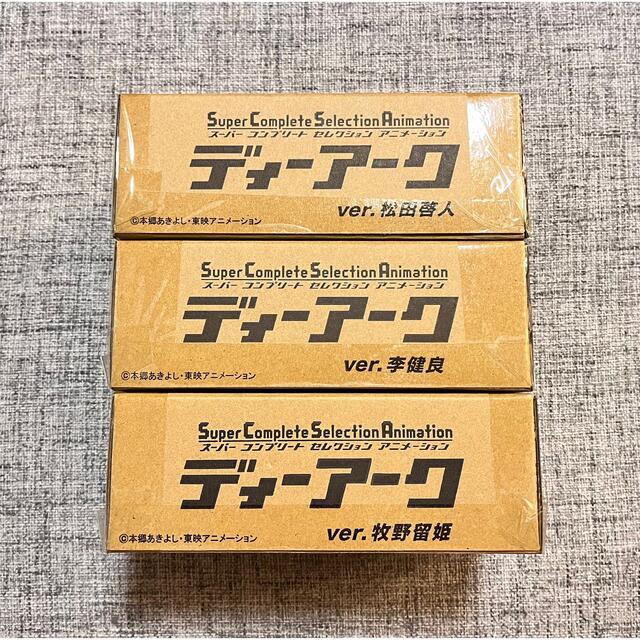 Super Complete Selection Animation
スーパー コンプリート セレクション アニメーション
ディーアーク
ver.松田啓人
©本郷あきよし・東映アニメーション
Super Complete Selection Animation
スーパー コンプリート セレクション アニメーション
ディーアーク
ver.李健良
©本郷あきよし・東映アニメーション
Super Complete Selection Animation
スーパー コンプリート セレクション アニメーション
ディーアーク
ver.牧野留姫
©本郷あきよし・東映アニメーション